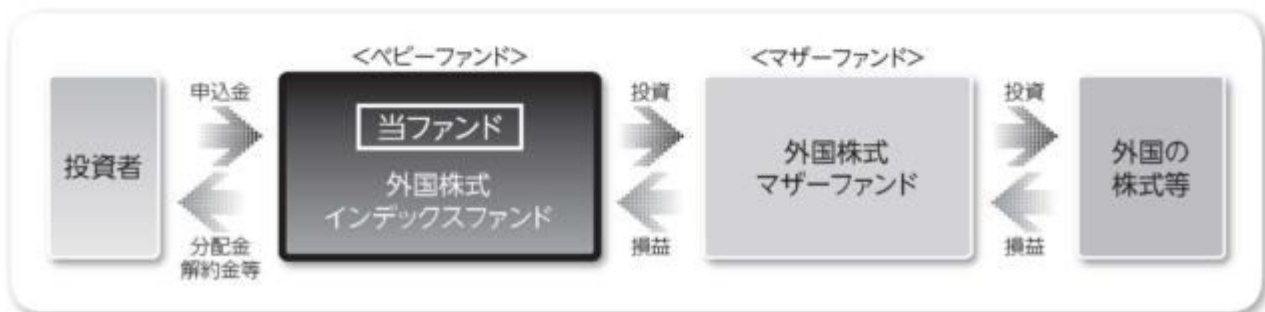 <ベビーファンド>
<マザーファンド>
投資者
申込金
分配金
解約金等
当ファンド
外国株式
インデックスファンド
投資
損益
外国株式
マザーファンド
投資
損益
外国の
株式等